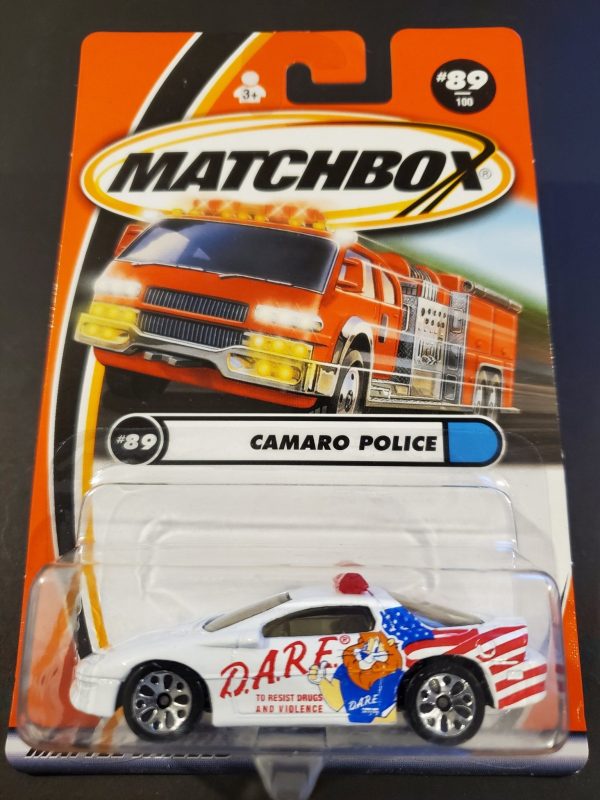 3+
#89
100
MATCHBOX®
#89
CAMARO POLICE
D.A.R.E.®
TO RESIST DRUGS
AND VIOLENCE
D.A.R.E.